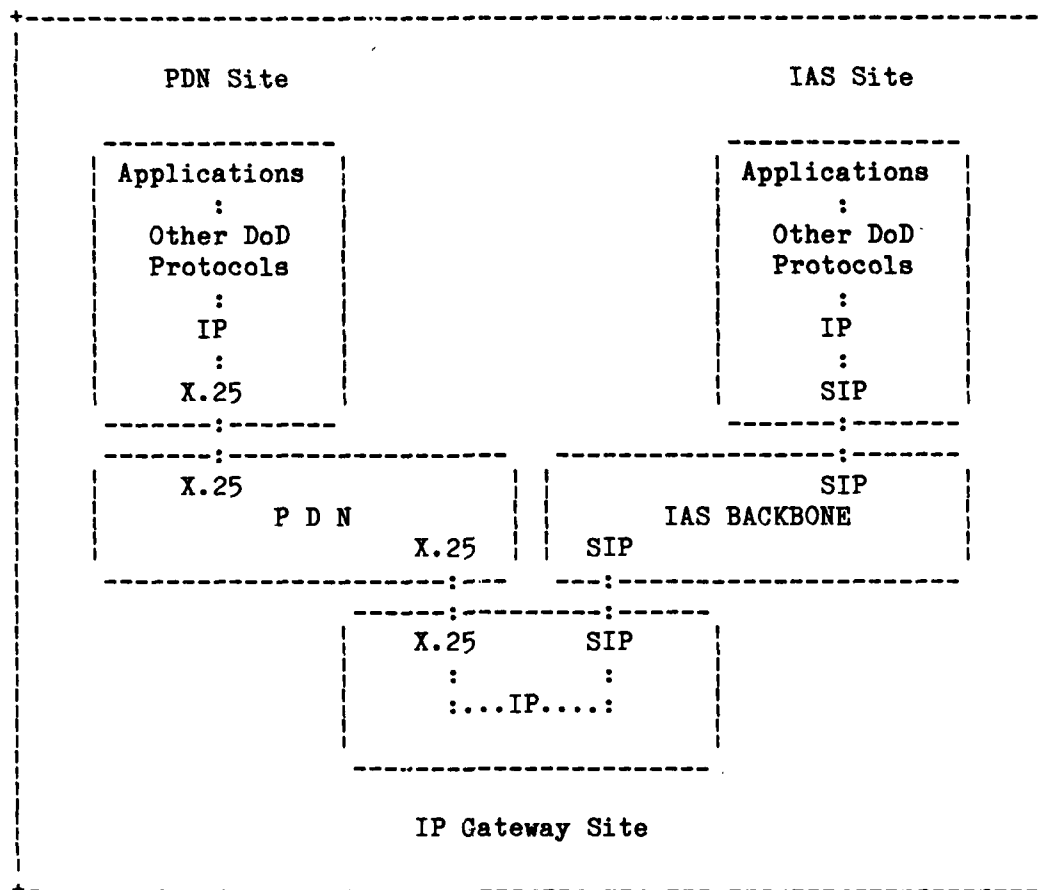 PDN Site IAS Site
Applications Applications
: :
Other DoD Other DoD
Protocols Protocols
: :
IP IP
: :
X.25 SIP
: :
: :
X.25 SIP
P D N IAS BACKBONE
X.25 SIP
: :
: :
X.25 SIP
: :
:...IP....:
IP Gateway Site